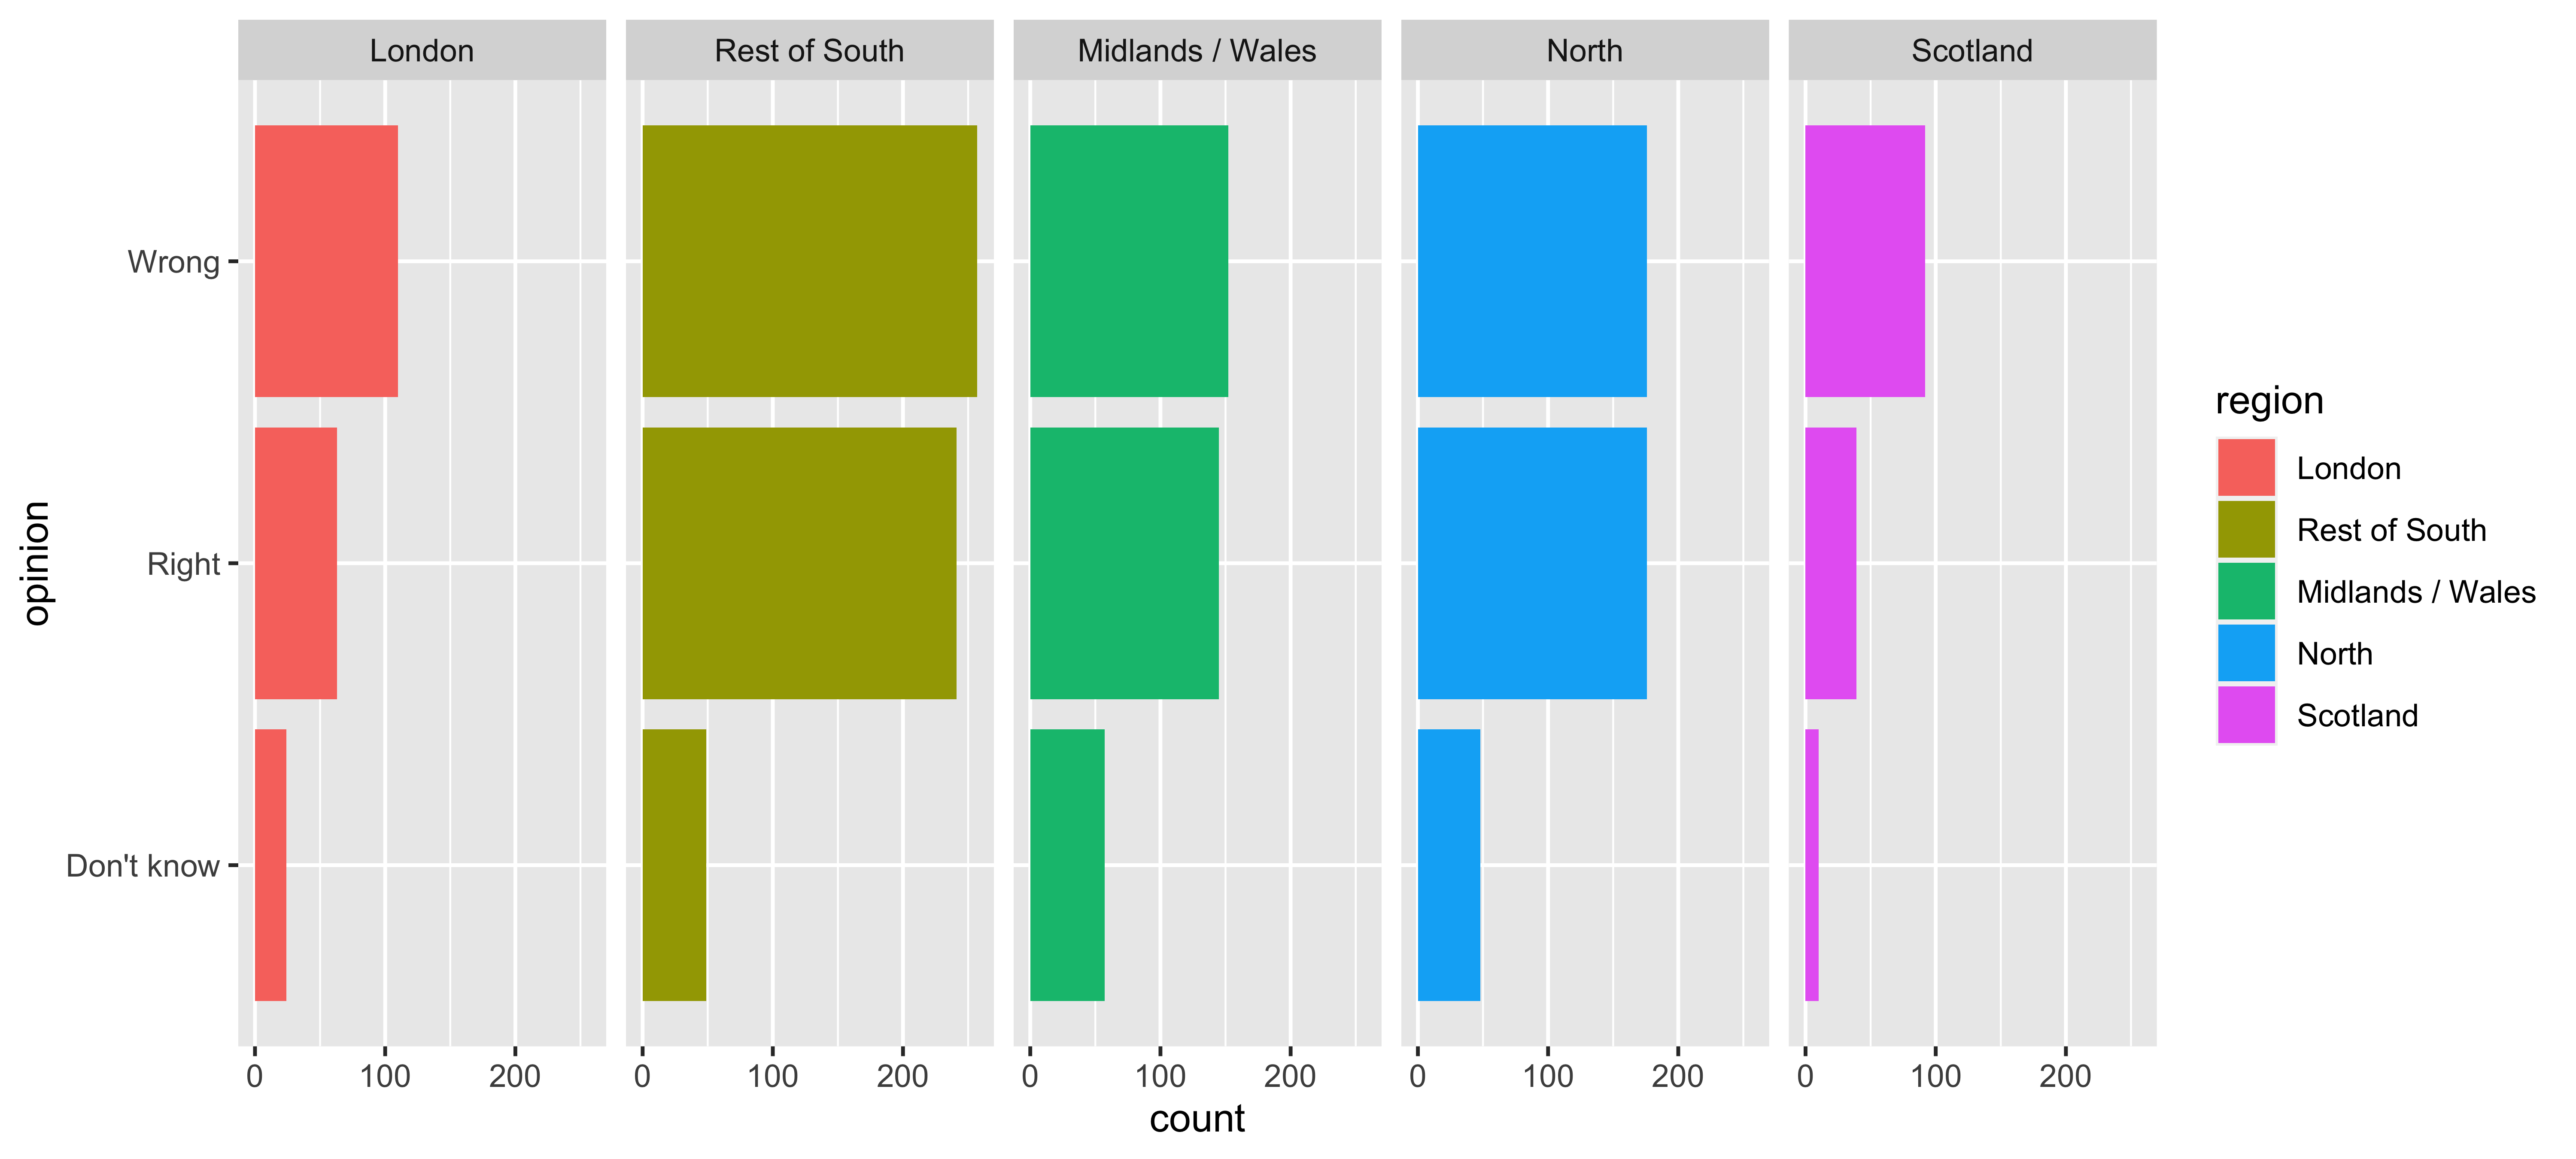 London
Rest of South
Midlands / Wales
North
Scotland
opinion
Wrong
Right
Don't know
0 100 200
0 100 200
0 100 200
0 100 200
0 100 200
count
region
London
Rest of South
Midlands / Wales
North
Scotland